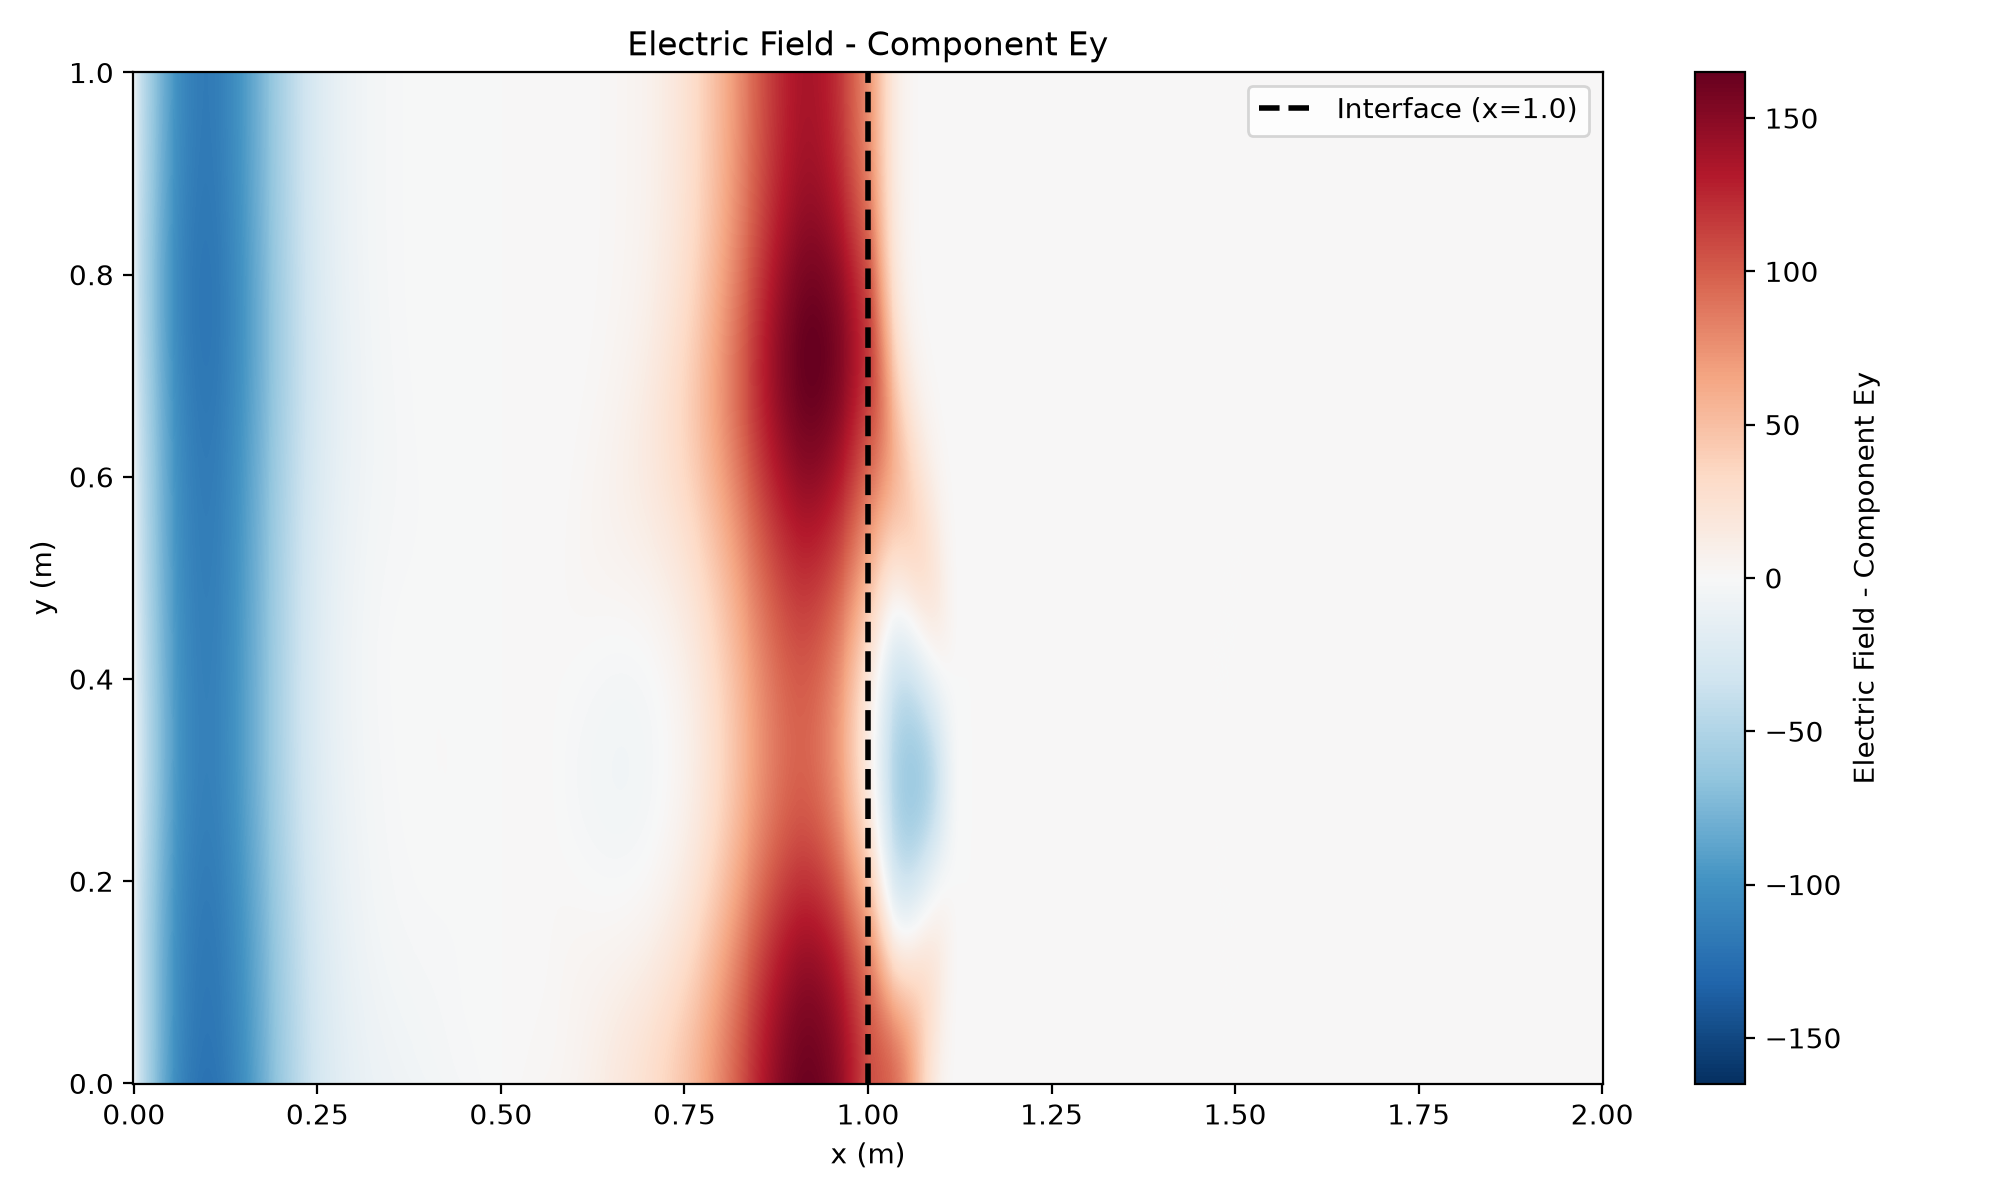 Electric Field - Component Ey
Interface (x=1.0)
1.0
0.8
0.6
0.4
0.2
0.0
y (m)
0.00 0.25 0.50 0.75 1.00 1.25 1.50 1.75 2.00
x (m)
150
100
50
0
−50
−100
−150
Electric Field - Component Ey